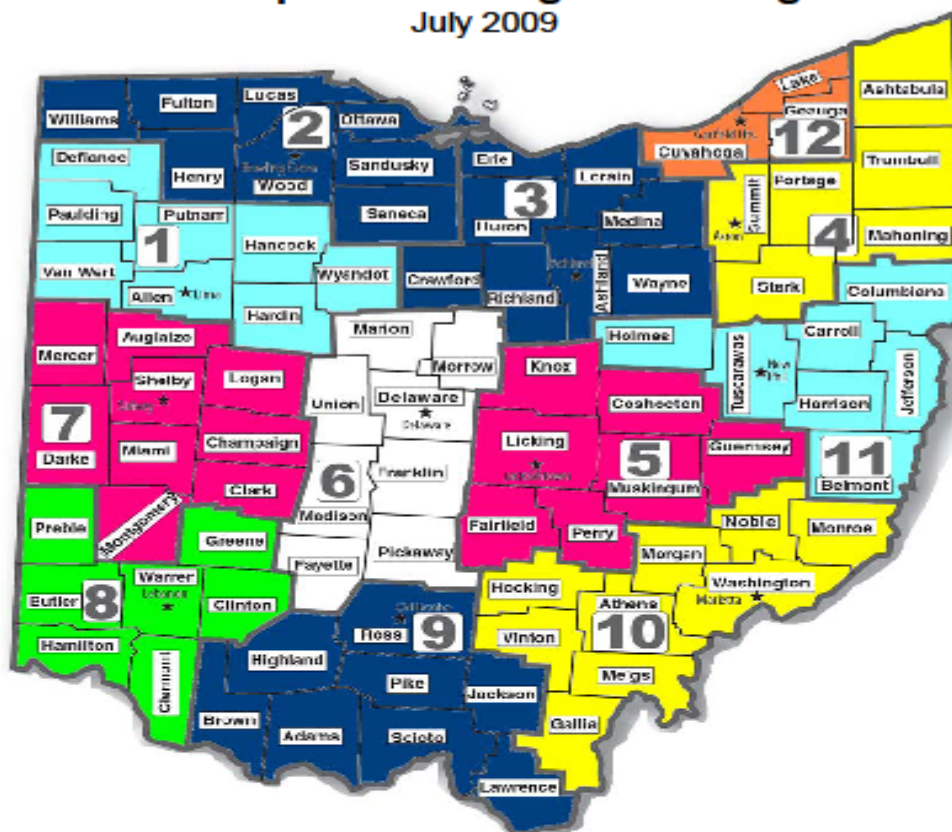 July 2009
Ashtabula
Lake
Geauga
12
Cuyahoga
Fulton
Lucas
Williams
2
Ottawa
Erie
Sandusky
Wood
Henry
Seneca
Defiance
Lorain
3
Huron
Medina
Summit
Portage
Trumbull
4
Mahoning
Stark
Columbiana
Paulding
Putnam
1
Hancock
Van Wert
Wyandot
Allen
Lima
Hardin
Crawford
Richland
Ashland
Wayne
Holmes
Carroll
Tuscarawas
Harrison
Jefferson
11
Belmont
Mercer
Auglaize
Marion
Morrow
Knox
Logan
Shelby
Union
Delaware
Delaware
Coshocton
7
Darke
Miami
Champaign
Clark
6
Madison
Franklin
Licking
5
Muskingum
Guernsey
Preble
Montgomery
Greene
Fayette
Pickaway
Fairfield
Perry
Noble
Monroe
Morgan
Washington
Marietta
Butler
8
Warren
Lebanon
Clinton
Hamilton
Clermont
Hocking
Athens
10
Vinton
Meigs
Gallia
9
Ross
Highland
Pike
Jackson
Brown
Adams
Scioto
Lawrence